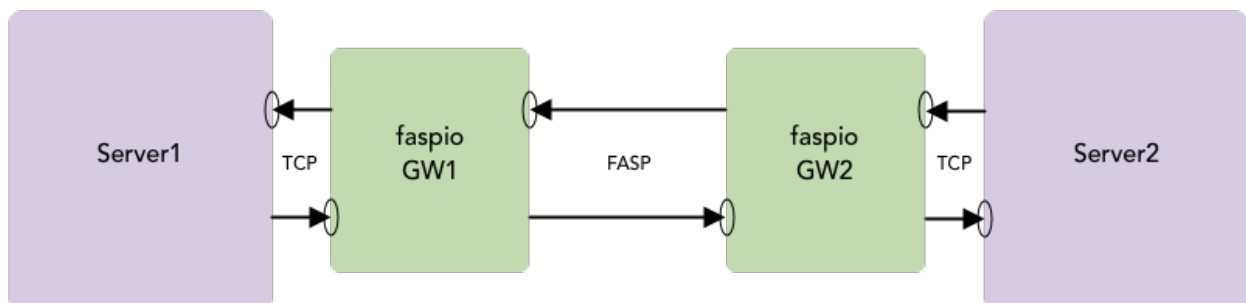 Server1
TCP
faspio
GW1
FASP
faspio
GW2
TCP
Server2